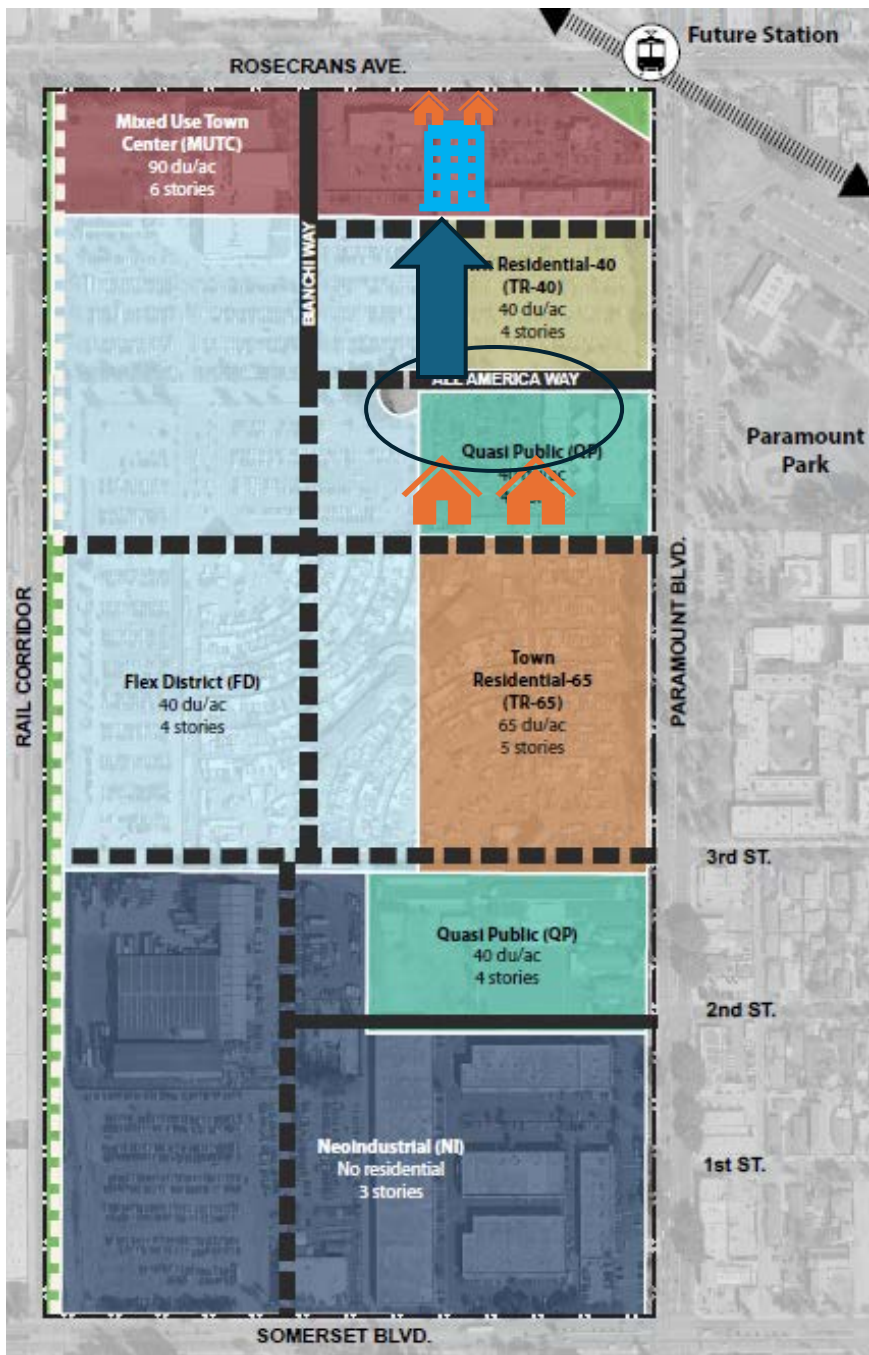 Future Station
ROSECRANS AVE.
Mixed Use Town
Center (MUTC)
90 du/ac
6 stories
BIANCHI WAY
Residential-40
(TR-40)
40 du/ac
4 stories
ALL AMERICA WAY
Quasi Public (QP)
Paramount
Park
RAIL CORRIDOR
PARAMOUNT BLVD.
Flex District (FD)
40 du/ac
4 stories
Town
Residential-65
(TR-65)
65 du/ac
5 stories
3rd ST.
Quasi Public (QP)
40 du/ac
4 stories
2nd ST.
Neoindustrial (NI)
No residential
3 stories
1st ST.
SOMERSET BLVD.